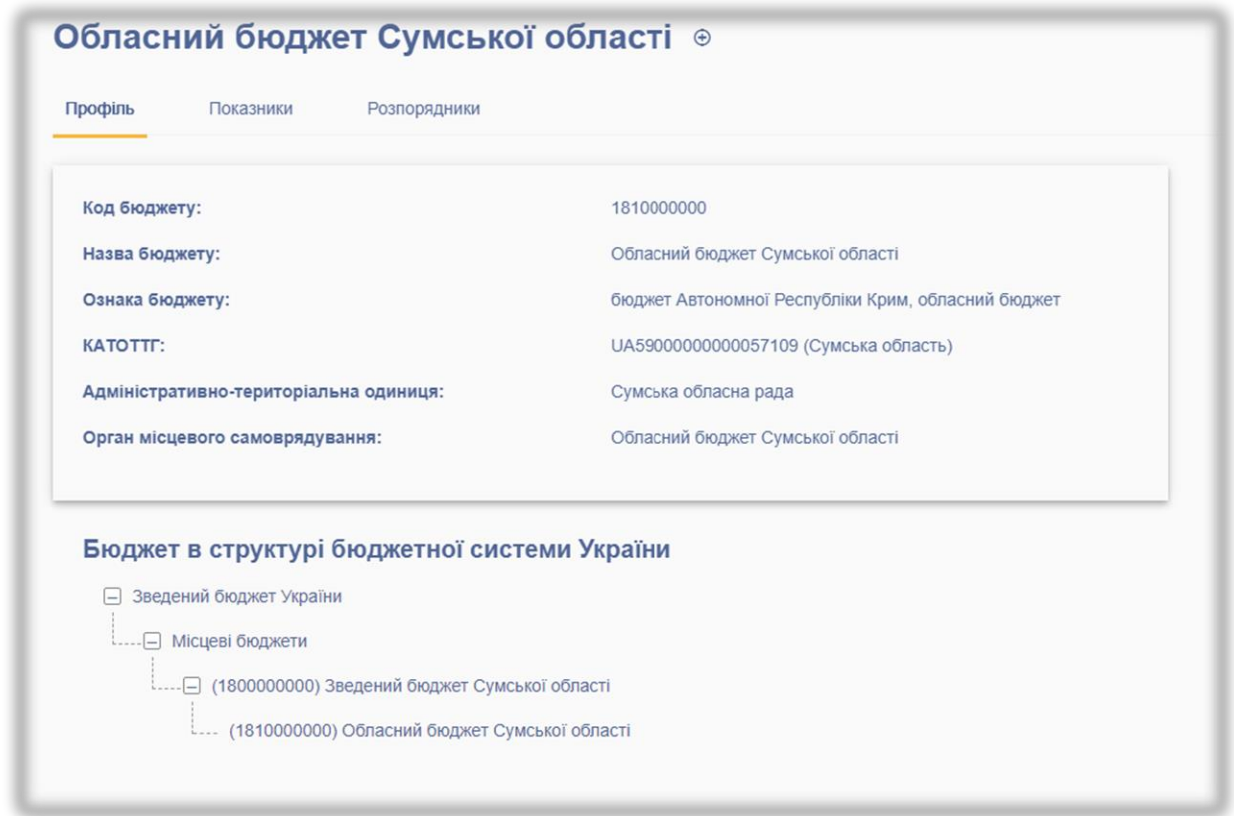 Обласний бюджет Сумської області
Профіль Показники Розпорядники
Код бюджету: 1810000000
Назва бюджету: Обласний бюджет Сумської області
Ознака бюджету: бюджет Автономної Республіки Крим, обласний бюджет
КАТОТТГ: UA59000000000057109 (Сумська область)
Адміністративно-територіальна одиниця: Сумська обласна рада
Орган місцевого самоврядування: Обласний бюджет Сумської області
Бюджет в структурі бюджетної системи України
Зведений бюджет України
Місцеві бюджети
(1800000000) Зведений бюджет Сумської області
(1810000000) Обласний бюджет Сумської області